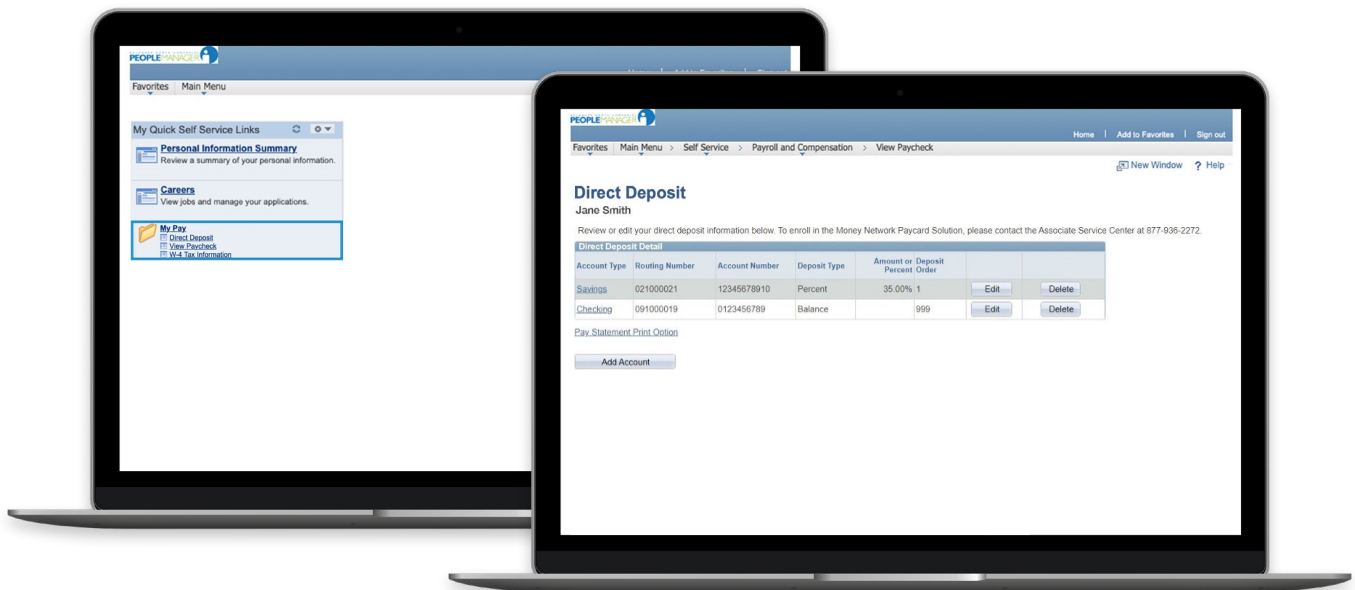 PEOPLEMANAGER
Favorites Main Menu
My Quick Self Service Links
Personal Information Summary
Review a summary of your personal information.
Careers
View jobs and manage your applications.
My Pay
Direct Deposit
View Paycheck
W-4 Tax Information
PEOPLEMANAGER
Home | Add to Favorites | Sign out
Favorites Main Menu > Self Service > Payroll and Compensation > View Paycheck
New Window ? Help
Direct Deposit
Jane Smith
Review or edit your direct deposit information below. To enroll in the Money Network Paycard Solution, please contact the Associate Service Center at 877-936-2272.
Direct Deposit Detail
Account Type Routing Number Account Number Deposit Type Amount or Percent Deposit Order
Savings 021000021 12345678910 Percent 35.00% 1 Edit Delete
Checking 091000019 0123456789 Balance 999 Edit Delete
Pay Statement Print Option
Add Account